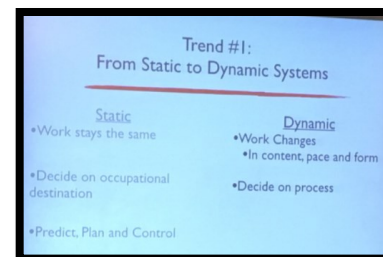 Trend #1:
From Static to Dynamic Systems
Static
•Work stays the same
•Decide on occupational
destination
•Predict, Plan and Control
Dynamic
•Work Changes
•In content, pace and form
•Decide on process